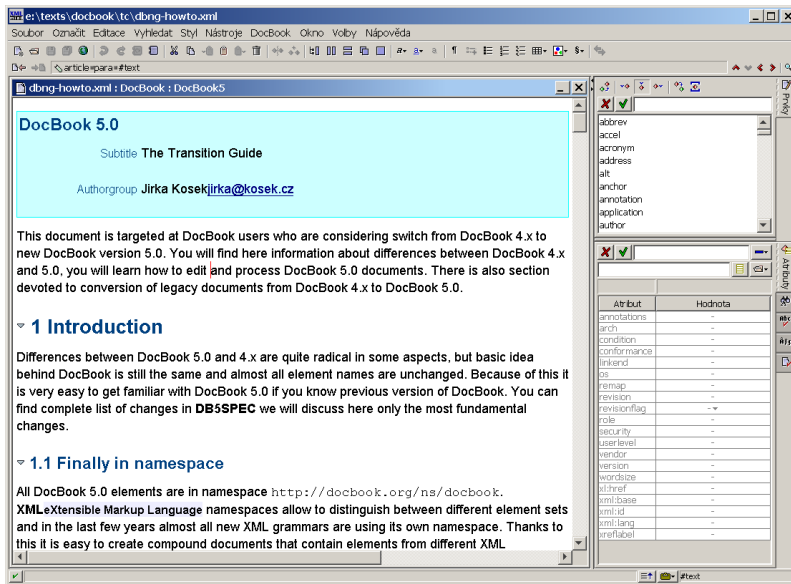 e:\texts\docbook\tc\dbng-howto.xml
Soubor Označit Editace Vyhledat Styl Nástroje DocBook Okno Volby Nápověda
article▸para▸#text
dbng-howto.xml : DocBook : DocBook5
DocBook 5.0
Subtitle The Transition Guide
Authorgroup Jirka Kosekjirka@kosek.cz
This document is targeted at DocBook users who are considering switch from DocBook 4.x to
new DocBook version 5.0. You will find here information about differences between DocBook 4.x
and 5.0, you will learn how to edit and process DocBook 5.0 documents. There is also section
devoted to conversion of legacy documents from DocBook 4.x to DocBook 5.0.
1 Introduction
Differences between DocBook 5.0 and 4.x are quite radical in some aspects, but basic idea
behind DocBook is still the same and almost all element names are unchanged. Because of this it
is very easy to get familiar with DocBook 5.0 if you know previous version of DocBook. You can
find complete list of changes in DB5SPEC we will discuss here only the most fundamental
changes.
1.1 Finally in namespace
All DocBook 5.0 elements are in namespace http://docbook.org/ns/docbook.
XMLeXtensible Markup Language namespaces allow to distinguish between different element sets
and in the last few years almost all new XML grammars are using its own namespace. Thanks to
this it is easy to create compound documents that contain elements from different XML
Prvky
abbrev
accel
acronym
address
alt
anchor
annotation
application
author
Atributy
Atribut Hodnota
annotations -
arch -
condition -
conformance -
linkend -
os -
remap -
revision -
revisionflag -
role -
security -
userlevel -
vendor -
version -
wordsize -
xl:href -
xml:base -
xml:id -
xml:lang -
xreflabel -
#text